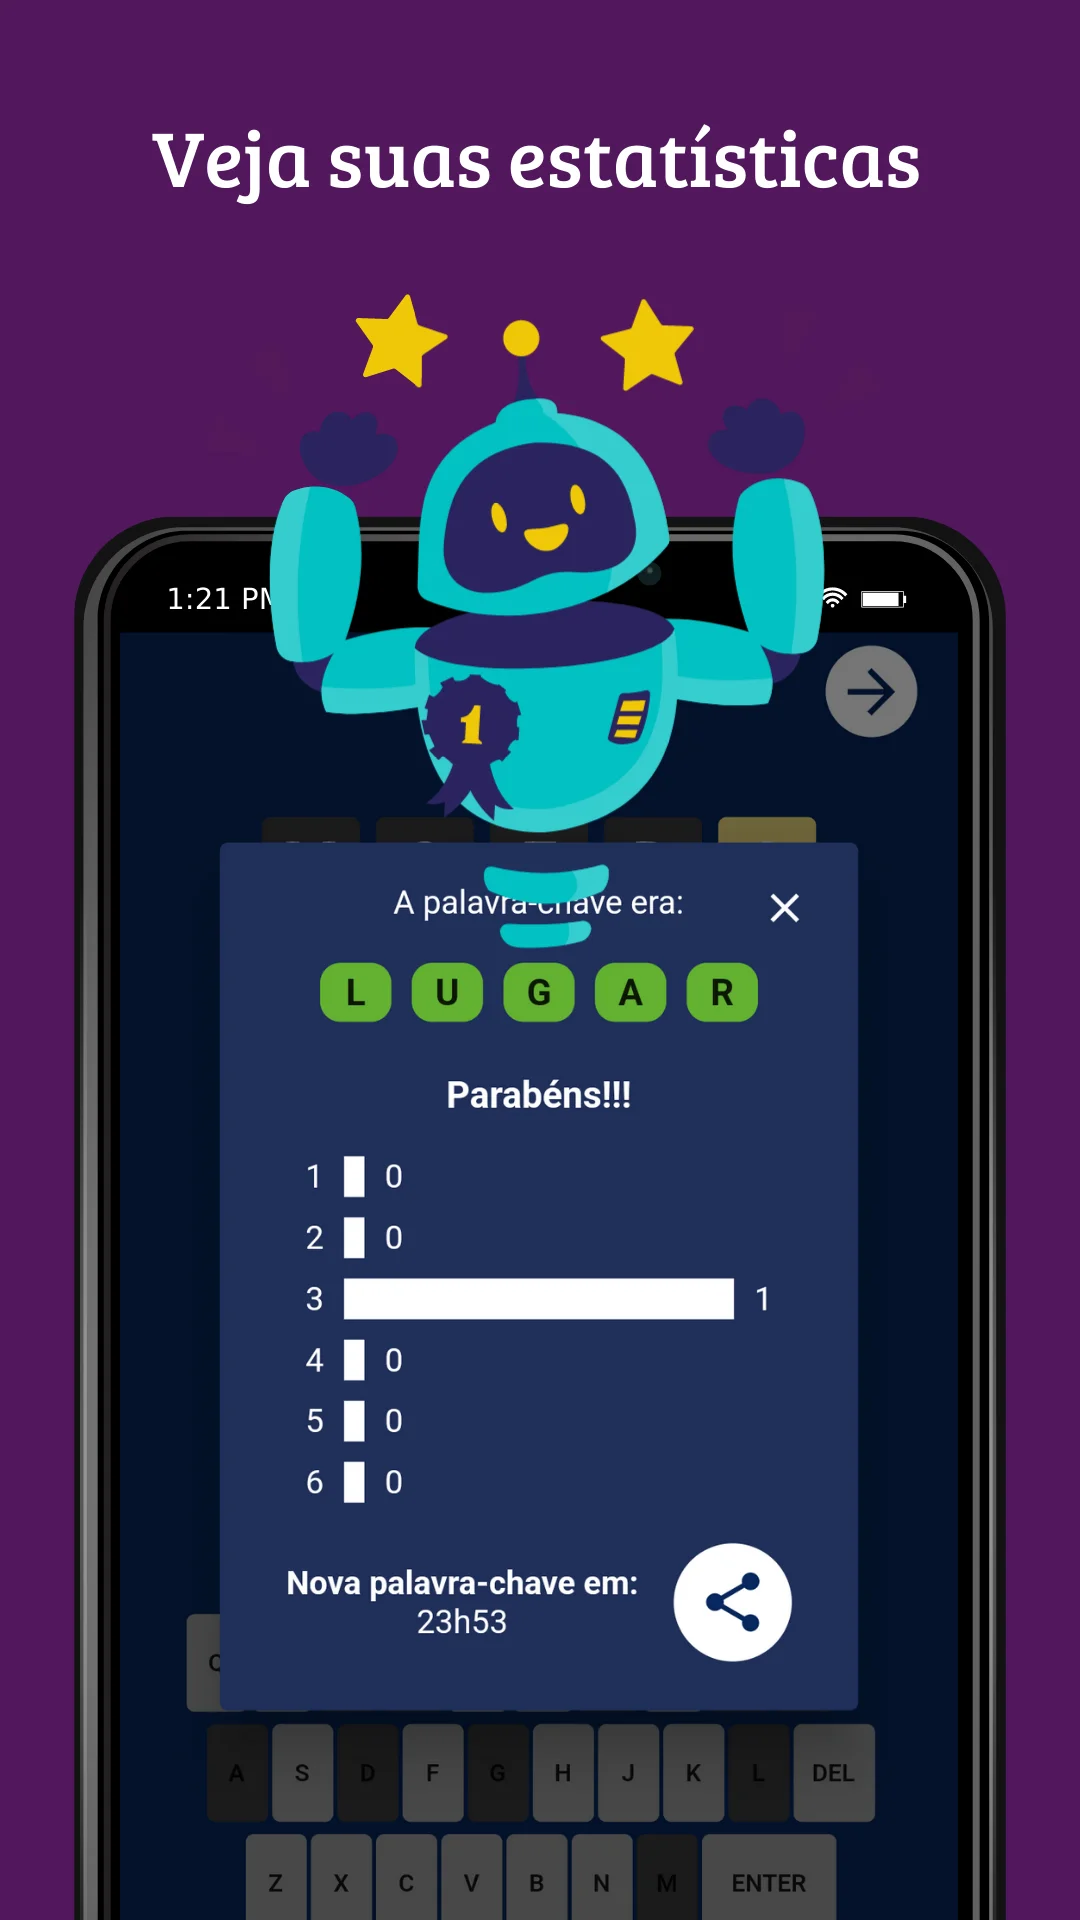 Veja suas estatísticas
1:21 PM
1
A palavra-chave era:
L U G A R
Parabéns!!!
1 0
2 0
3 1
4 0
5 0
6 0
Nova palavra-chave em:
23h53
Q
A S D F G H J K L DEL
Z X C V B N M ENTER